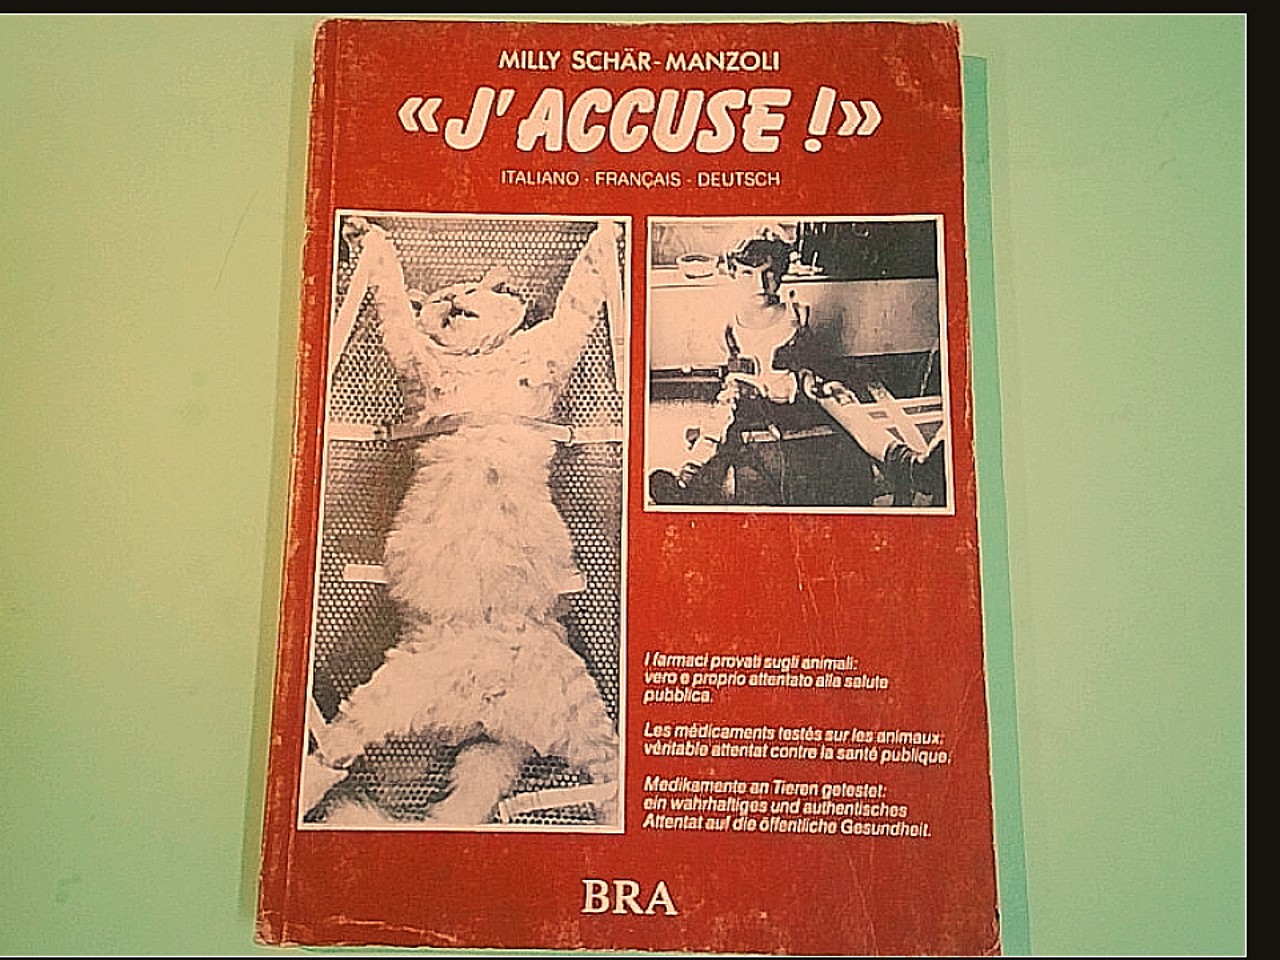 MILLY SCHÄR-MANZOLI
«J'ACCUSE!»
ITALIANO - FRANÇAIS - DEUTSCH
I farmaci provati sugli animali:
vero e proprio attentato alla salute
pubblica.
Les médicaments testés sur les animaux:
véritable attentat contre la santé publique.
Medikamente an Tieren getestet:
ein wahrhaftiges und authentisches
Attentat auf die öffentliche Gesundheit.
BRA